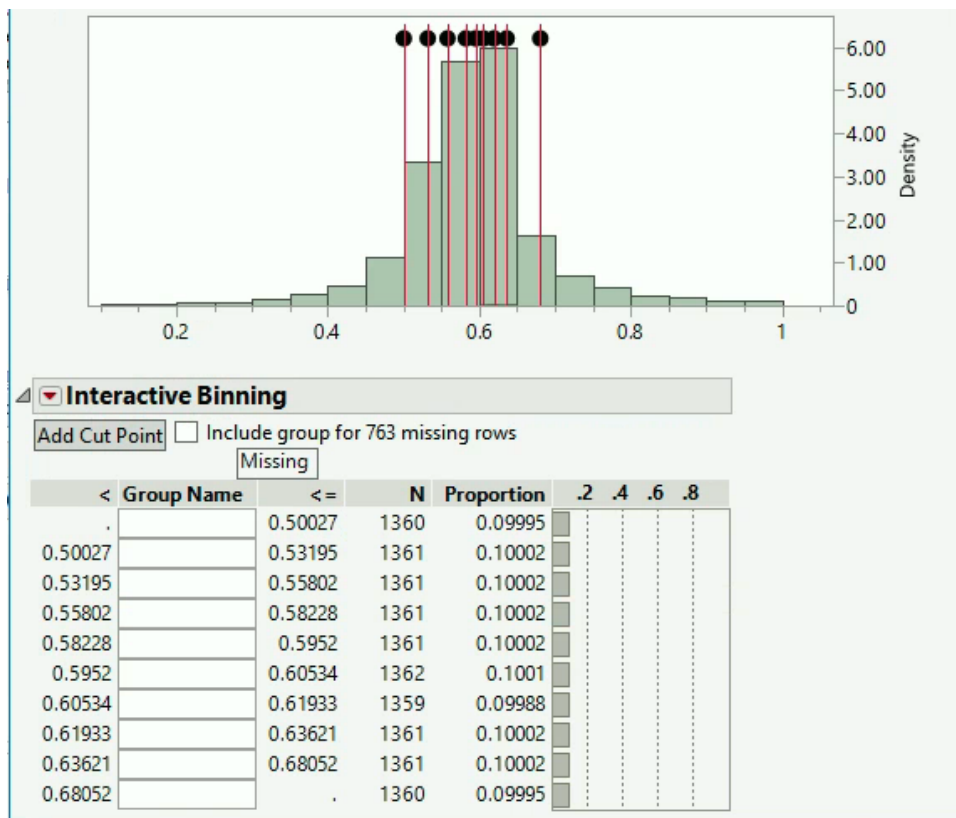 6.00
5.00
4.00
3.00
2.00
1.00
0
Density
0.2 0.4 0.6 0.8 1
Interactive Binning
Add Cut Point Include group for 763 missing rows
Missing
< Group Name <= N Proportion .2 .4 .6 .8
. 0.50027 1360 0.09995
0.50027 0.53195 1361 0.10002
0.53195 0.55802 1361 0.10002
0.55802 0.58228 1361 0.10002
0.58228 0.5952 1361 0.10002
0.5952 0.60534 1362 0.1001
0.60534 0.61933 1359 0.09988
0.61933 0.63621 1361 0.10002
0.63621 0.68052 1361 0.10002
0.68052 . 1360 0.09995